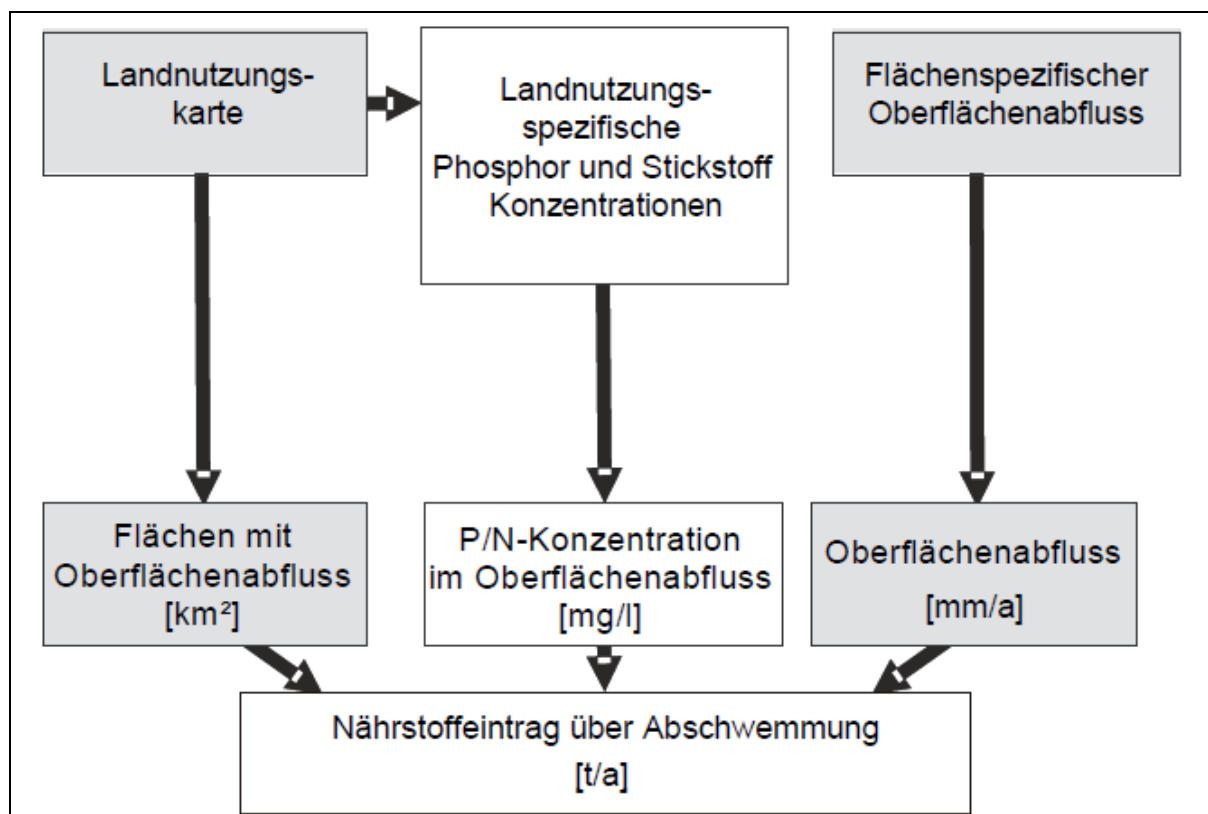 Landnutzungs-
karte
Landnutzungs-
spezifische
Phosphor und Stickstoff
Konzentrationen
Flächenspezifischer
Oberflächenabfluss
Flächen mit
Oberflächenabfluss
[km²]
P/N-Konzentration
im Oberflächenabfluss
[mg/l]
Oberflächenabfluss
[mm/a]
Nährstoffeintrag über Abschwemmung
[t/a]